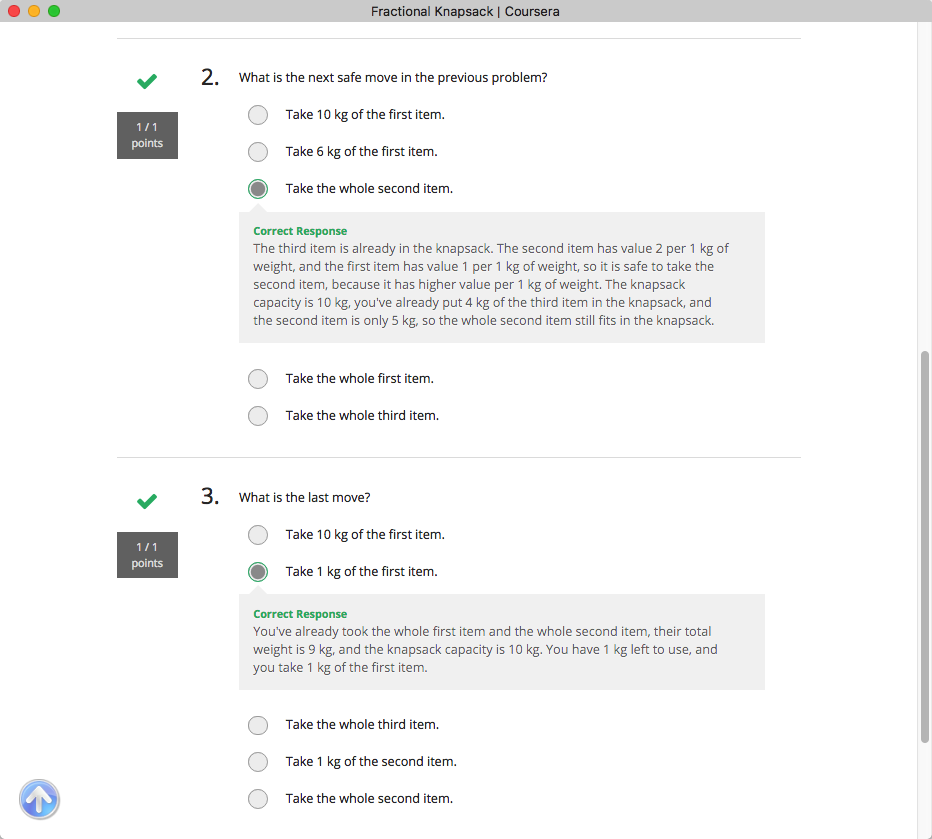 Fractional Knapsack | Coursera
2. What is the next safe move in the previous problem?
1 / 1
points
Take 10 kg of the first item.
Take 6 kg of the first item.
Take the whole second item.
Correct Response
The third item is already in the knapsack. The second item has value 2 per 1 kg of
weight, and the first item has value 1 per 1 kg of weight, so it is safe to take the
second item, because it has higher value per 1 kg of weight. The knapsack
capacity is 10 kg, you've already put 4 kg of the third item in the knapsack, and
the second item is only 5 kg, so the whole second item still fits in the knapsack.
Take the whole first item.
Take the whole third item.
3. What is the last move?
1 / 1
points
Take 10 kg of the first item.
Take 1 kg of the first item.
Correct Response
You've already took the whole first item and the whole second item, their total
weight is 9 kg, and the knapsack capacity is 10 kg. You have 1 kg left to use, and
you take 1 kg of the first item.
Take the whole third item.
Take 1 kg of the second item.
Take the whole second item.